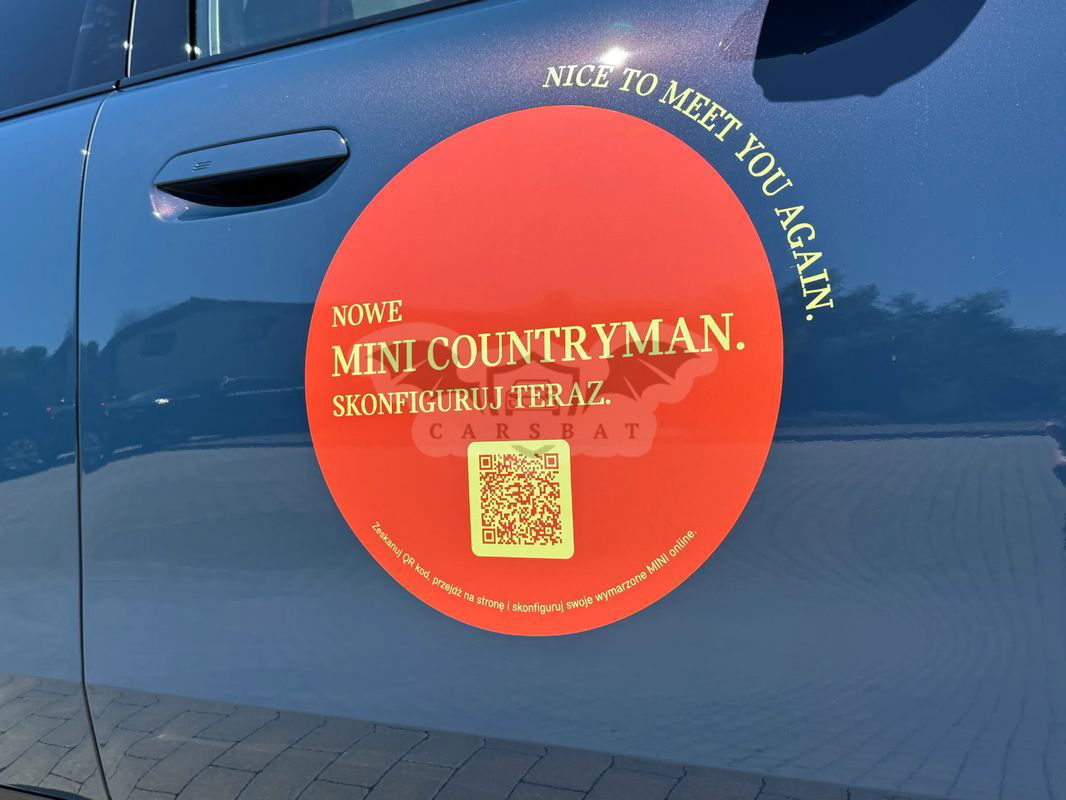 NICE TO MEET YOU AGAIN.
NOWE
MINI COUNTRYMAN.
SKONFIGURUJ TERAZ.
CARSBAT
Zeskanuj QR kod, przejdź na stronę i skonfiguruj swoje wymarzone MINI online.